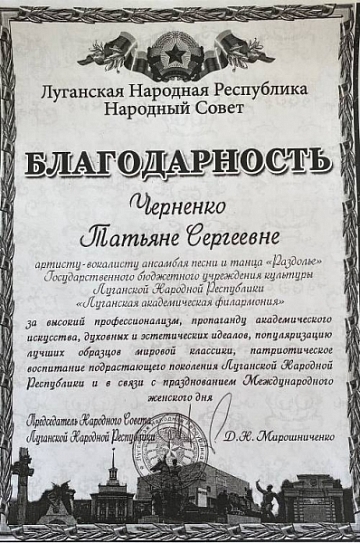 Луганская Народная Республика
Народный Совет
БЛАГОДАРНОСТЬ
Черненко
Татьяне Сергеевне
артисту-вокалисту ансамбля песни и танца «Раздолье»
Государственного бюджетного учреждения культуры
Луганской Народной Республики
«Луганская академическая филармония»
за высокий профессионализм, пропаганду академического
искусства, духовных и эстетических идеалов, популяризацию
лучших образцов мировой классики, патриотическое
воспитание подрастающего поколения Луганской Народной
Республики и в связи с празднованием Международного
женского дня
Председатель Народного Совета
Луганской Народной Республики Д.Н. Мирошниченко